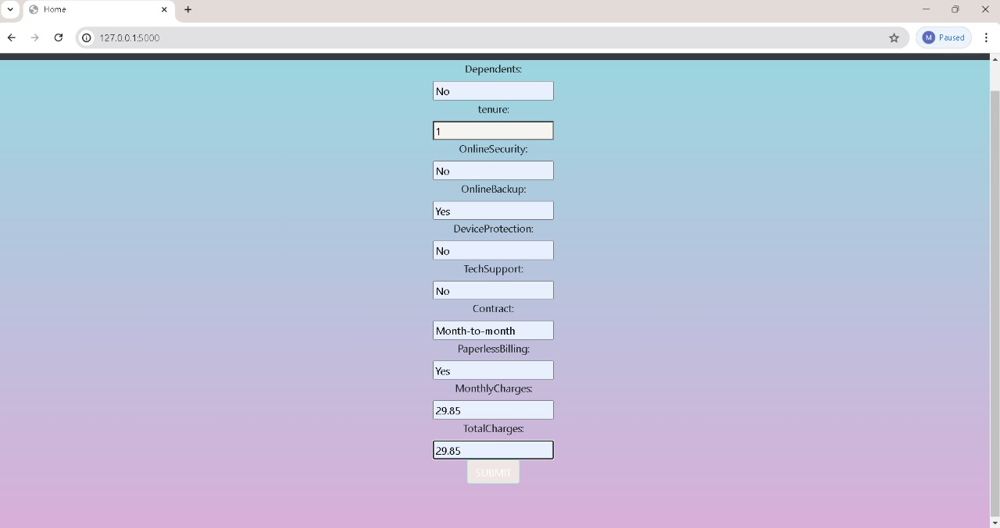 Home
127.0.0.1:5000
M Paused
Dependents:
No
tenure:
1
OnlineSecurity:
No
OnlineBackup:
Yes
DeviceProtection:
No
TechSupport:
No
Contract:
Month-to-month
PaperlessBilling:
Yes
MonthlyCharges:
29.85
TotalCharges:
29.85
SUBMIT